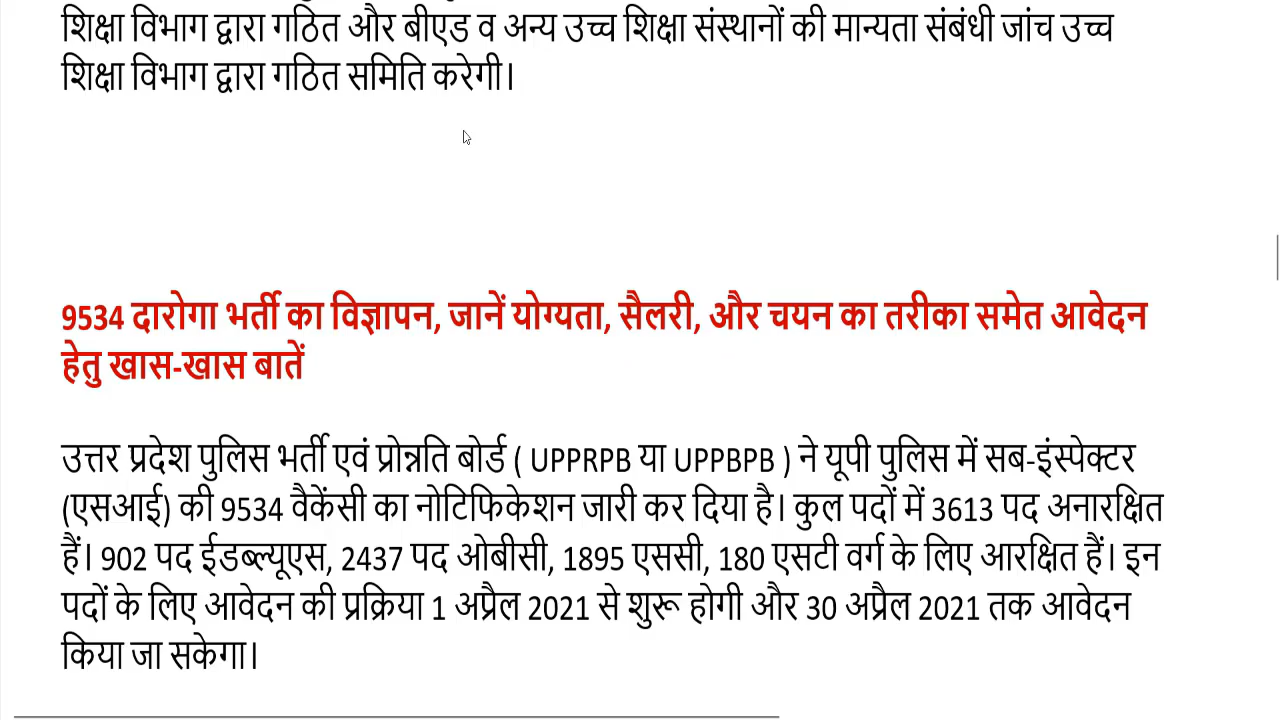 शिक्षा विभाग द्वारा गठित और बीएड व अन्य उच्च शिक्षा संस्थानों की मान्यता संबंधी जांच उच्च
शिक्षा विभाग द्वारा गठित समिति करेगी।
9534 दारोगा भर्ती का विज्ञापन, जानें योग्यता, सैलरी, और चयन का तरीका समेत आवेदन
हेतु खास-खास बातें
उत्तर प्रदेश पुलिस भर्ती एवं प्रोन्नति बोर्ड ( UPPRPB या UPPBPB ) ने यूपी पुलिस में सब-इंस्पेक्टर
(एसआई) की 9534 वैकेंसी का नोटिफिकेशन जारी कर दिया है। कुल पदों में 3613 पद अनारक्षित
हैं। 902 पद ईडब्ल्यूएस, 2437 पद ओबीसी, 1895 एससी, 180 एसटी वर्ग के लिए आरक्षित हैं। इन
पदों के लिए आवेदन की प्रक्रिया 1 अप्रैल 2021 से शुरू होगी और 30 अप्रैल 2021 तक आवेदन
किया जा सकेगा।